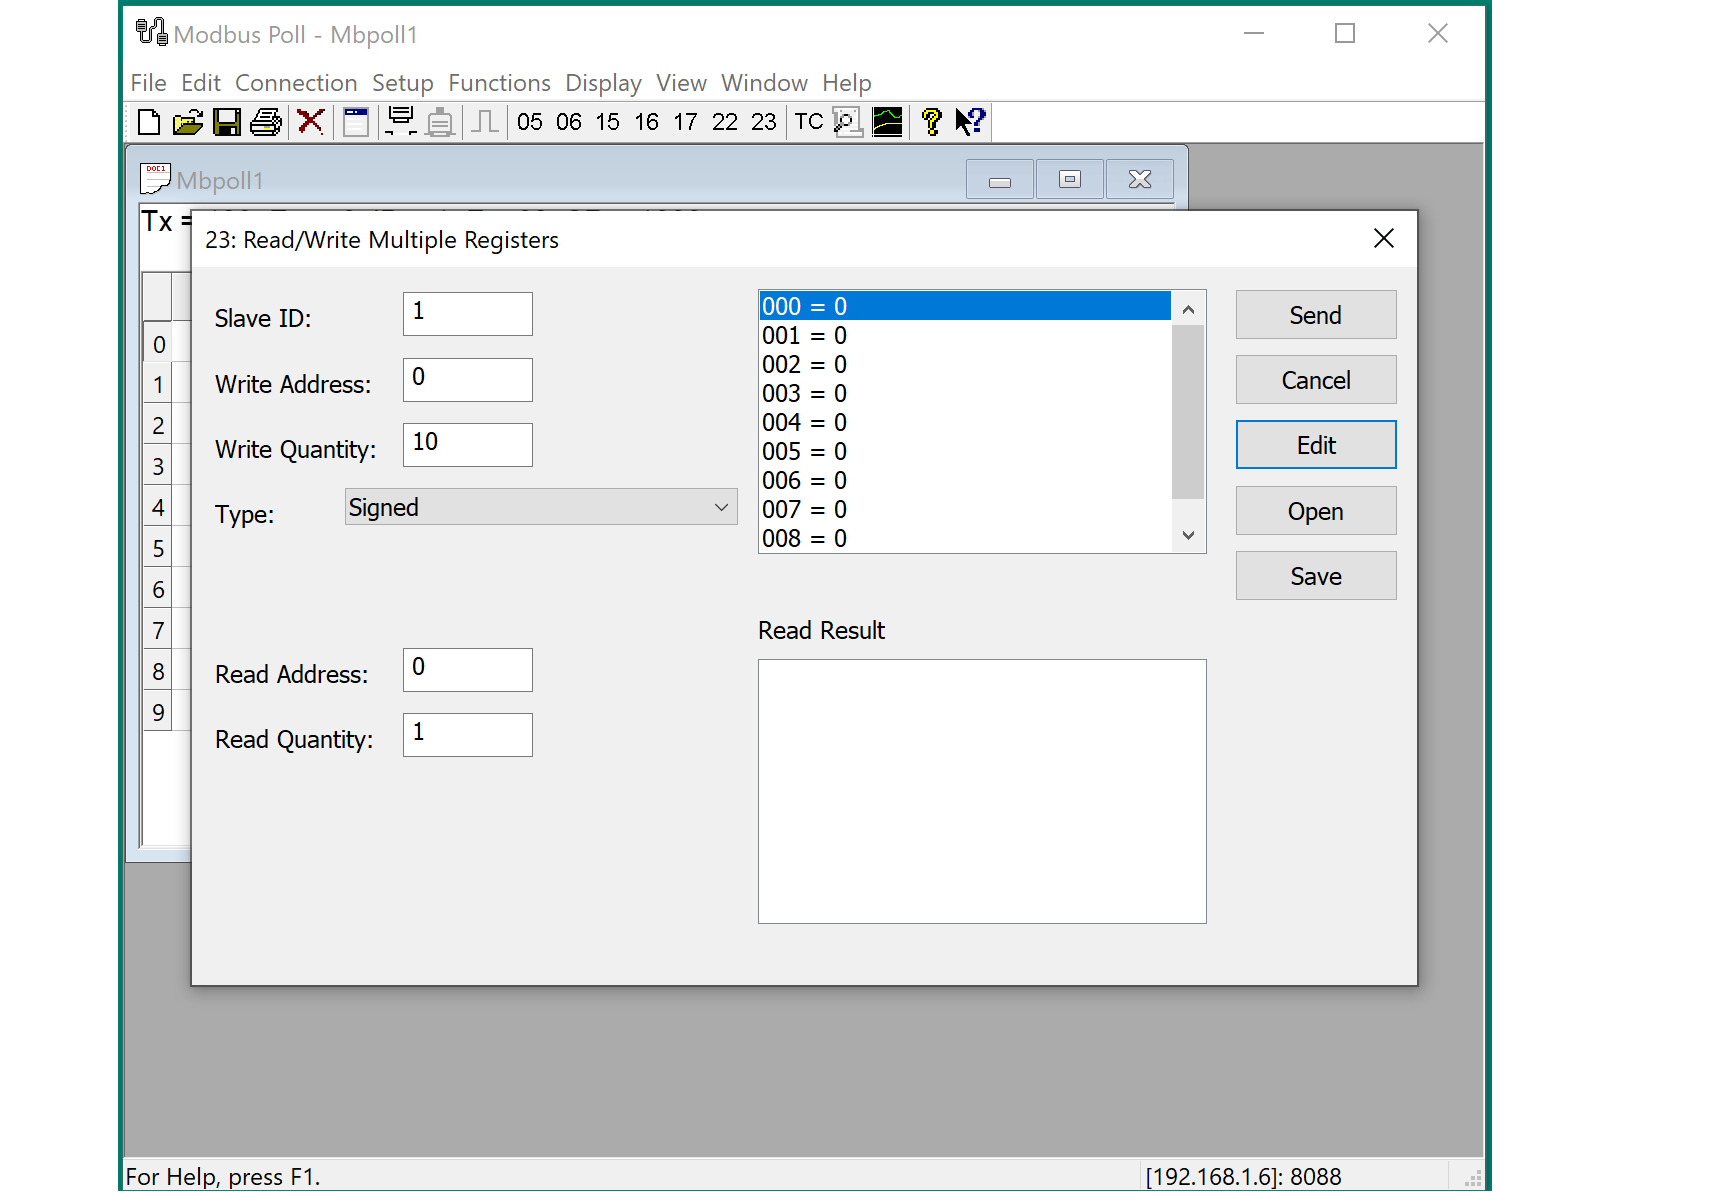 Modbus Poll - Mbpoll1
File Edit Connection Setup Functions Display View Window Help
05 06 15 16 17 22 23 TC
DOC1
Mbpoll1
Tx =
23: Read/Write Multiple Registers
Slave ID: 1
Write Address: 0
Write Quantity: 10
Type: Signed
Read Address: 0
Read Quantity: 1
000 = 0
001 = 0
002 = 0
003 = 0
004 = 0
005 = 0
006 = 0
007 = 0
008 = 0
Read Result
Send
Cancel
Edit
Open
Save
0
1
2
3
4
5
6
7
8
9
For Help, press F1.
[192.168.1.6]: 8088